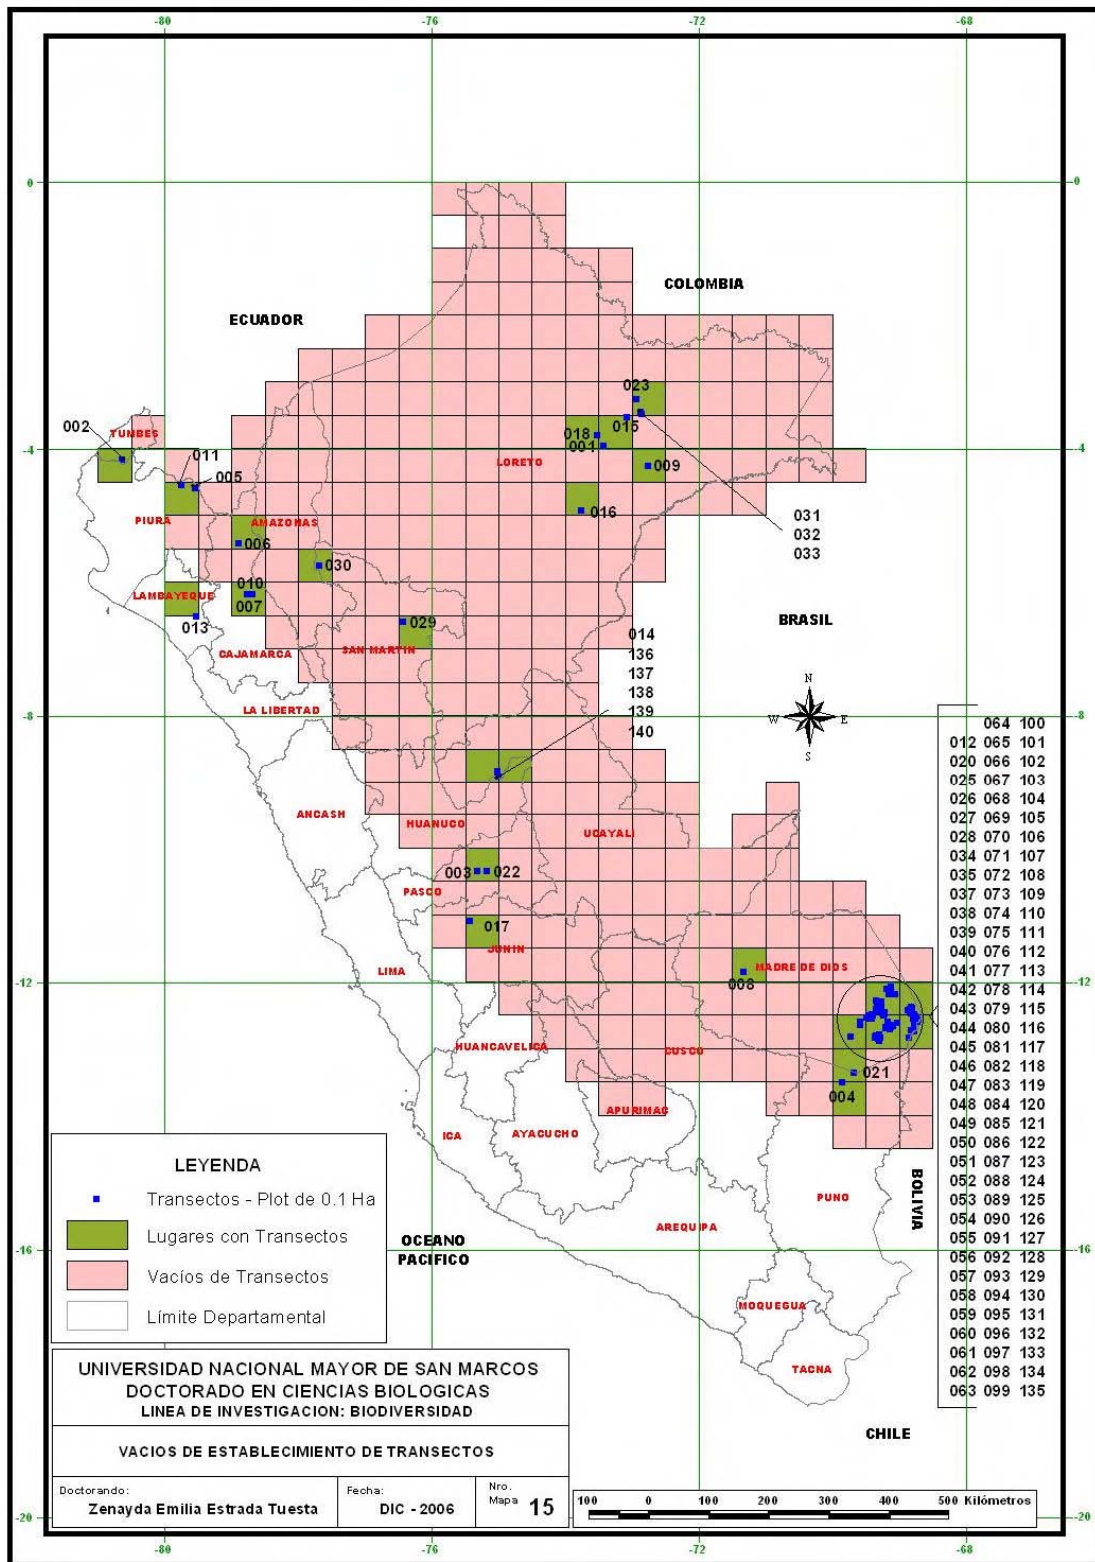 -80 -76 -72 -68
0 0
COLOMBIA
ECUADOR
023
002
TUMBES
018 015
001
-4 -4
011
LORETO
009
005
016
031
PIURA
AMAZONAS
032
006
033
030
010
LAMBAYEQUE
007
BRASIL
029
013
014
CAJAMARCA
SAN MARTIN
136
137
N
138
LA LIBERTAD
139
-8 W E -8
140
S
064 100
012 065 101
020 066 102
025 067 103
026 068 104
027 069 105
028 070 106
034 071 107
035 072 108
037 073 109
038 074 110
039 075 111
040 076 112
041 077 113
042 078 114
043 079 115
044 080 116
045 081 117
046 082 118
047 083 119
048 084 120
049 085 121
050 086 122
051 087 123
052 088 124
053 089 125
054 090 126
055 091 127
056 092 128
057 093 129
058 094 130
059 095 131
060 096 132
061 097 133
062 098 134
063 099 135
ANCASH
HUANUCO
UCAYALI
003 022
PASCO
017
JUNIN
LIMA
MADRE DE DIOS
008
-12 -12
HUANCAVELICA
CUSCO
021
004
APURIMAC
ICA
AYACUCHO
BOLIVIA
PUNO
AREQUIPA
OCEANO
PACIFICO
-16 -16
MOQUEGUA
TACNA
CHILE
LEYENDA
Transectos - Plot de 0.1 Ha
Lugares con Transectos
Vacíos de Transectos
Límite Departamental
UNIVERSIDAD NACIONAL MAYOR DE SAN MARCOS
DOCTORADO EN CIENCIAS BIOLOGICAS
LINEA DE INVESTIGACION: BIODIVERSIDAD
VACIOS DE ESTABLECIMIENTO DE TRANSECTOS
Doctorando:
Zenayda Emilia Estrada Tuesta
Fecha:
DIC - 2006
Nro.
Mapa 15
100 0 100 200 300 400 500 Kilómetros
-20 -20
-80 -76 -72 -68